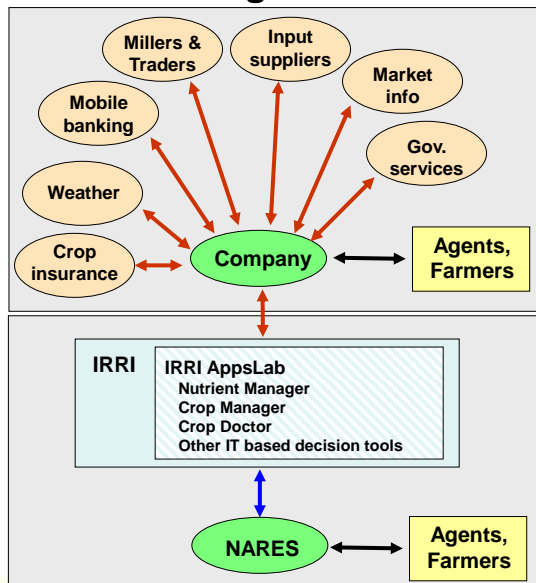 Millers &
Traders
Input
suppliers
Market
info
Mobile
banking
Gov.
services
Weather
Crop
insurance
Company
Agents,
Farmers
IRRI
IRRI AppsLab
Nutrient Manager
Crop Manager
Crop Doctor
Other IT based decision tools
NARES
Agents,
Farmers